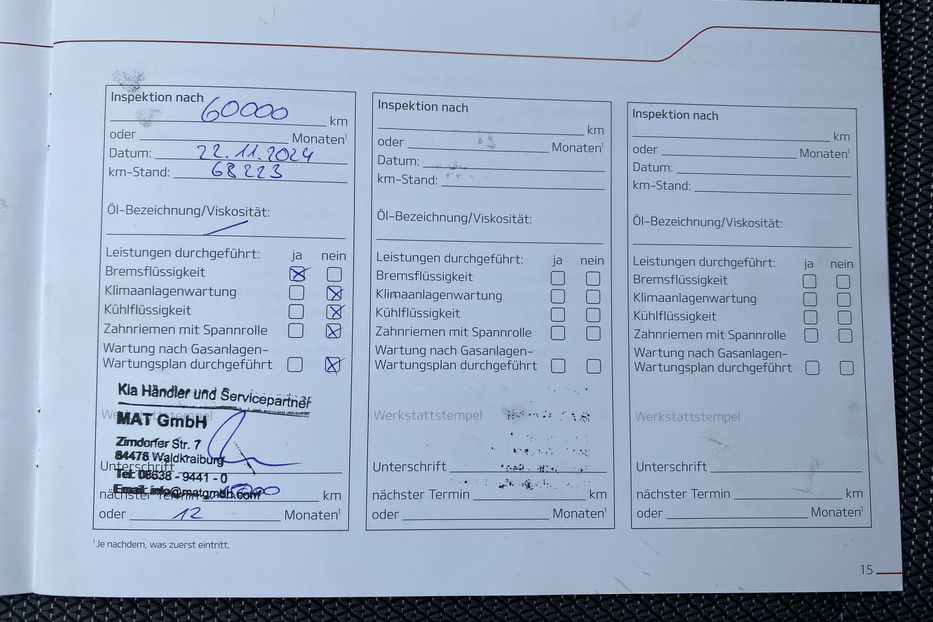 Inspektion nach 60000 km
oder Monaten¹
Datum: 22.11.2024
km-Stand: 68223
Öl-Bezeichnung/Viskosität:
Leistungen durchgeführt: ja nein
Bremsflüssigkeit
Klimaanlagenwartung
Kühlflüssigkeit
Zahnriemen mit Spannrolle
Wartung nach Gasanlagen-
Wartungsplan durchgeführt
Kia Händler und Servicepartner
MAT GmbH
Zirndorfer Str. 7
84478 Waldkraiburg
Unterschrift
Tel: 08638 - 9441 - 0
Email: info@matgmbh.com
nächster Termin km
oder 12 Monaten¹
¹Je nachdem, was zuerst eintritt.
Inspektion nach
km
oder Monaten¹
Datum:
km-Stand:
Öl-Bezeichnung/Viskosität:
Leistungen durchgeführt: ja nein
Bremsflüssigkeit
Klimaanlagenwartung
Kühlflüssigkeit
Zahnriemen mit Spannrolle
Wartung nach Gasanlagen-
Wartungsplan durchgeführt
Werkstattstempel
Unterschrift
nächster Termin km
oder Monaten¹
Inspektion nach
km
oder Monaten¹
Datum:
km-Stand:
Öl-Bezeichnung/Viskosität:
Leistungen durchgeführt: ja nein
Bremsflüssigkeit
Klimaanlagenwartung
Kühlflüssigkeit
Zahnriemen mit Spannrolle
Wartung nach Gasanlagen-
Wartungsplan durchgeführt
Werkstattstempel
Unterschrift
nächster Termin km
oder Monaten¹
15